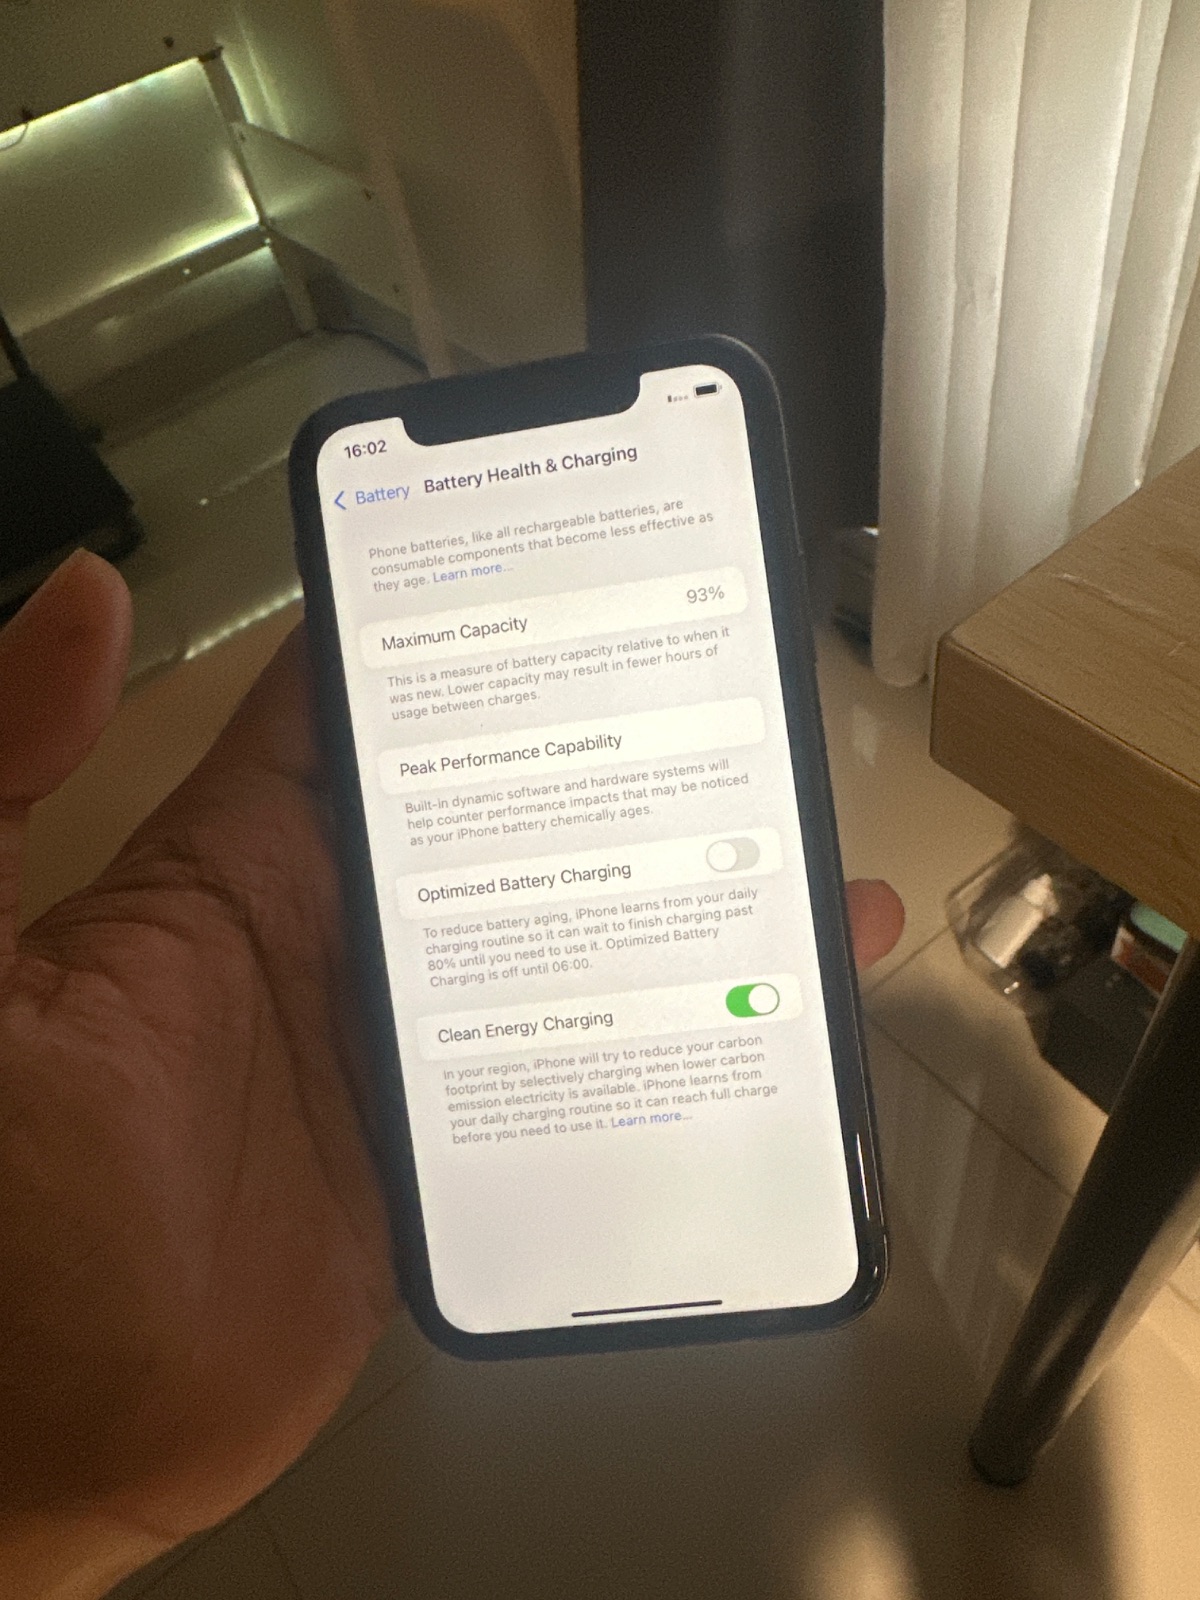 16:02
Battery Battery Health & Charging
Phone batteries, like all rechargeable batteries, are
consumable components that become less effective as
they age. Learn more...
Maximum Capacity 93%
This is a measure of battery capacity relative to when it
was new. Lower capacity may result in fewer hours of
usage between charges.
Peak Performance Capability
Built-in dynamic software and hardware systems will
help counter performance impacts that may be noticed
as your iPhone battery chemically ages.
Optimized Battery Charging
To reduce battery aging, iPhone learns from your daily
charging routine so it can wait to finish charging past
80% until you need to use it. Optimized Battery
Charging is off until 06:00.
Clean Energy Charging
In your region, iPhone will try to reduce your carbon
footprint by selectively charging when lower carbon
emission electricity is available. iPhone learns from
your daily charging routine so it can reach full charge
before you need to use it. Learn more...